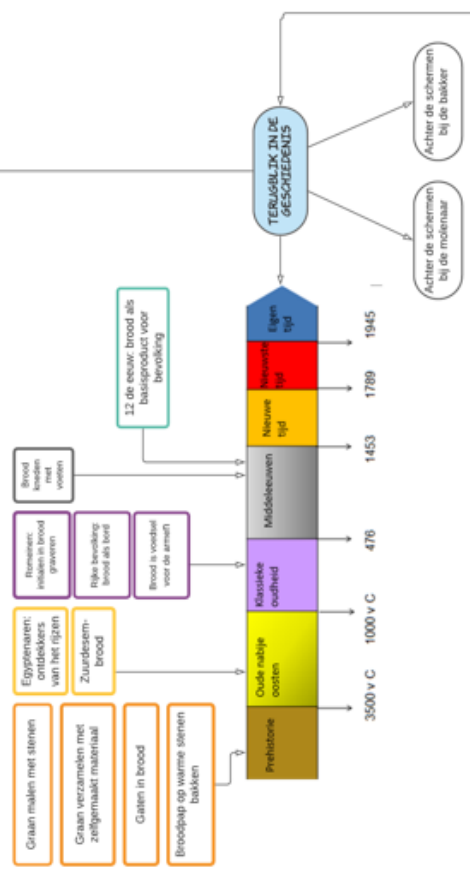 Graan malen met stenen
Graan verzamelen met
zelfgemaakt materiaal
Gaten in brood
Broodpap op warme stenen
bakken
Egyptenaren:
ontdekkers
van het rijzen
Zuurdesem-
brood
Romeinen:
initialen in brood
graveren
Rijke bevolking:
brood als bord
Brood is voedsel
voor de armen
Brood
kneden
met
voeten
12 de eeuw: brood als
basisproduct voor
bevolking
Prehistorie
Oude nabije
oosten
Klassieke
oudheid
Middeleeuwen
Nieuwe
tijd
Nieuwste
tijd
Eigen
tijd
3500 v C
1000 v C
476
1453
1789
1945
TERUGBLIK IN DE
GESCHIEDENIS
Achter de schermen
bij de molenaar
Achter de schermen
bij de bakker